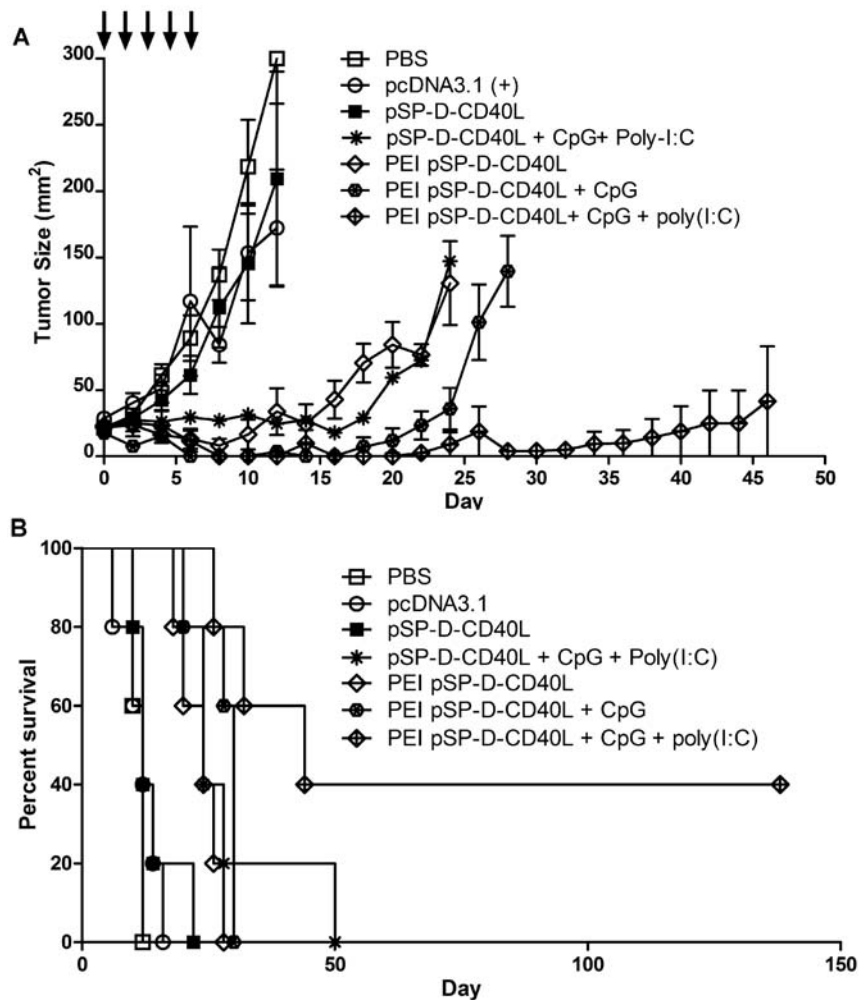 A
300
250
200
150
100
50
0
Tumor Size (mm²)
PBS
pcDNA3.1 (+)
pSP-D-CD40L
pSP-D-CD40L + CpG+ Poly-I:C
PEI pSP-D-CD40L
PEI pSP-D-CD40L + CpG
PEI pSP-D-CD40L+ CpG + poly(I:C)
0 5 10 15 20 25 30 35 40 45 50
Day
B
100
80
60
40
20
0
Percent survival
PBS
pcDNA3.1
pSP-D-CD40L
pSP-D-CD40L + CpG + Poly(I:C)
PEI pSP-D-CD40L
PEI pSP-D-CD40L + CpG
PEI pSP-D-CD40L + CpG + poly(I:C)
0 50 100 150
Day